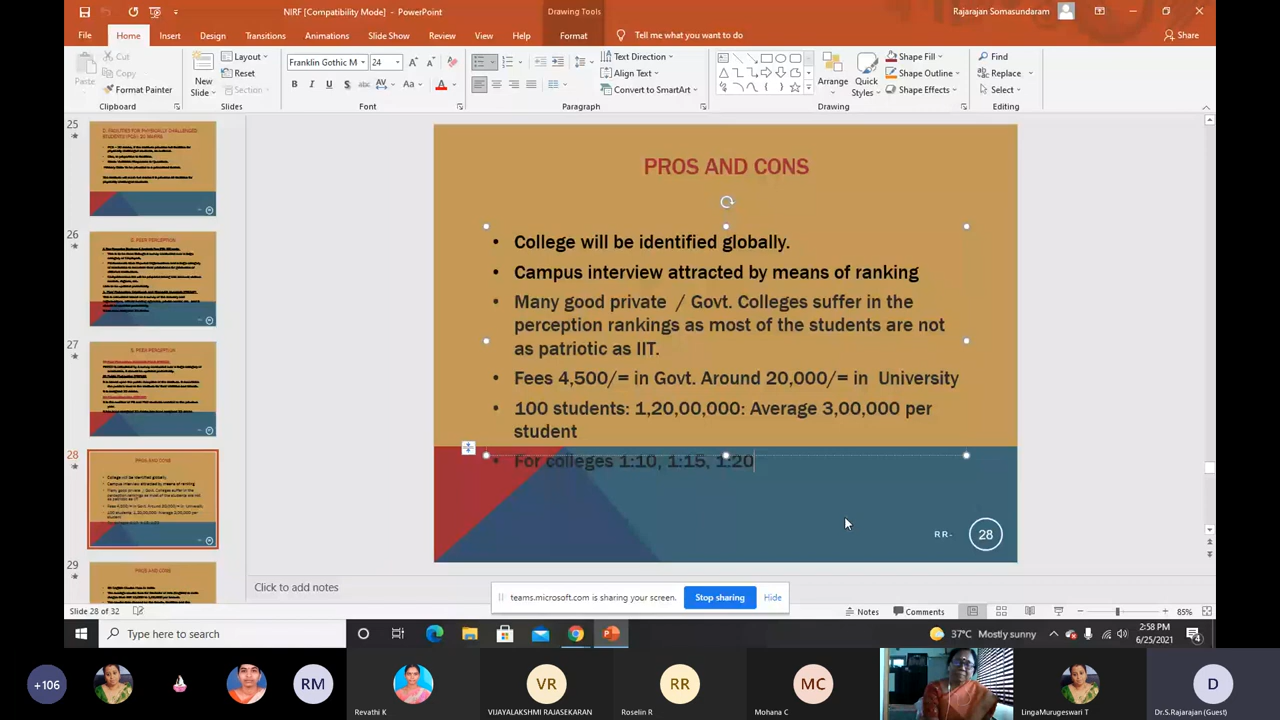 NIRF [Compatibility Mode] - PowerPoint
Drawing Tools
Rajarajan Somasundaram
File Home Insert Design Transitions Animations Slide Show Review View Help Format Tell me what you want to do Share
Cut
Copy
Format Painter
Paste
Clipboard
New Slide
Layout
Reset
Section
Slides
Franklin Gothic M 24
Font
Text Direction
Align Text
Convert to SmartArt
Paragraph
Arrange
Quick Styles
Shape Fill
Shape Outline
Shape Effects
Drawing
Find
Replace
Select
Editing
25
26
27
28
29
PROS AND CONS
• College will be identified globally.
• Campus interview attracted by means of ranking
• Many good private / Govt. Colleges suffer in the
perception rankings as most of the students are not
as patriotic as IIT.
• Fees 4,500/= in Govt. Around 20,000/= in University
• 100 students: 1,20,00,000: Average 3,00,000 per
student
• For colleges 1:10, 1:15, 1:20
RR- 28
Click to add notes
teams.microsoft.com is sharing your screen. Stop sharing Hide
Slide 28 of 32
Notes Comments 85%
Type here to search
37°C Mostly sunny
2:58 PM
6/25/2021
4
+106
RM
Revathi K
VR
VIJAYALAKSHMI RAJASEKARAN
RR
Roselin R
MC
Mohana C
LingaMurugeswari T
D
Dr.S.Rajarajan (Guest)